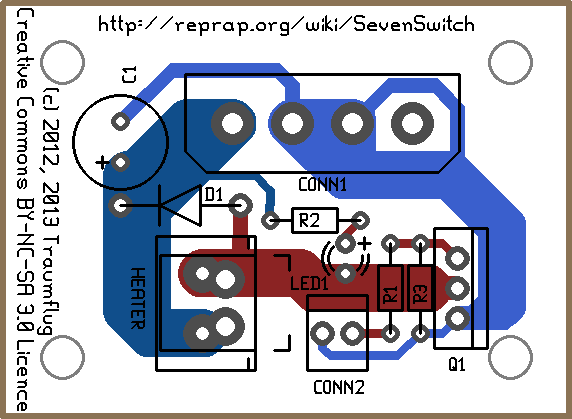 http://reprap.org/wiki/SevenSwitch
(c) 2012, 2013 Traumflug
Creative Commons BY-NC-SA 3.0 Licence
C1
+
CONN1
D1
R2
+
LED1
HEATER
R1
R3
CONN2
Q1